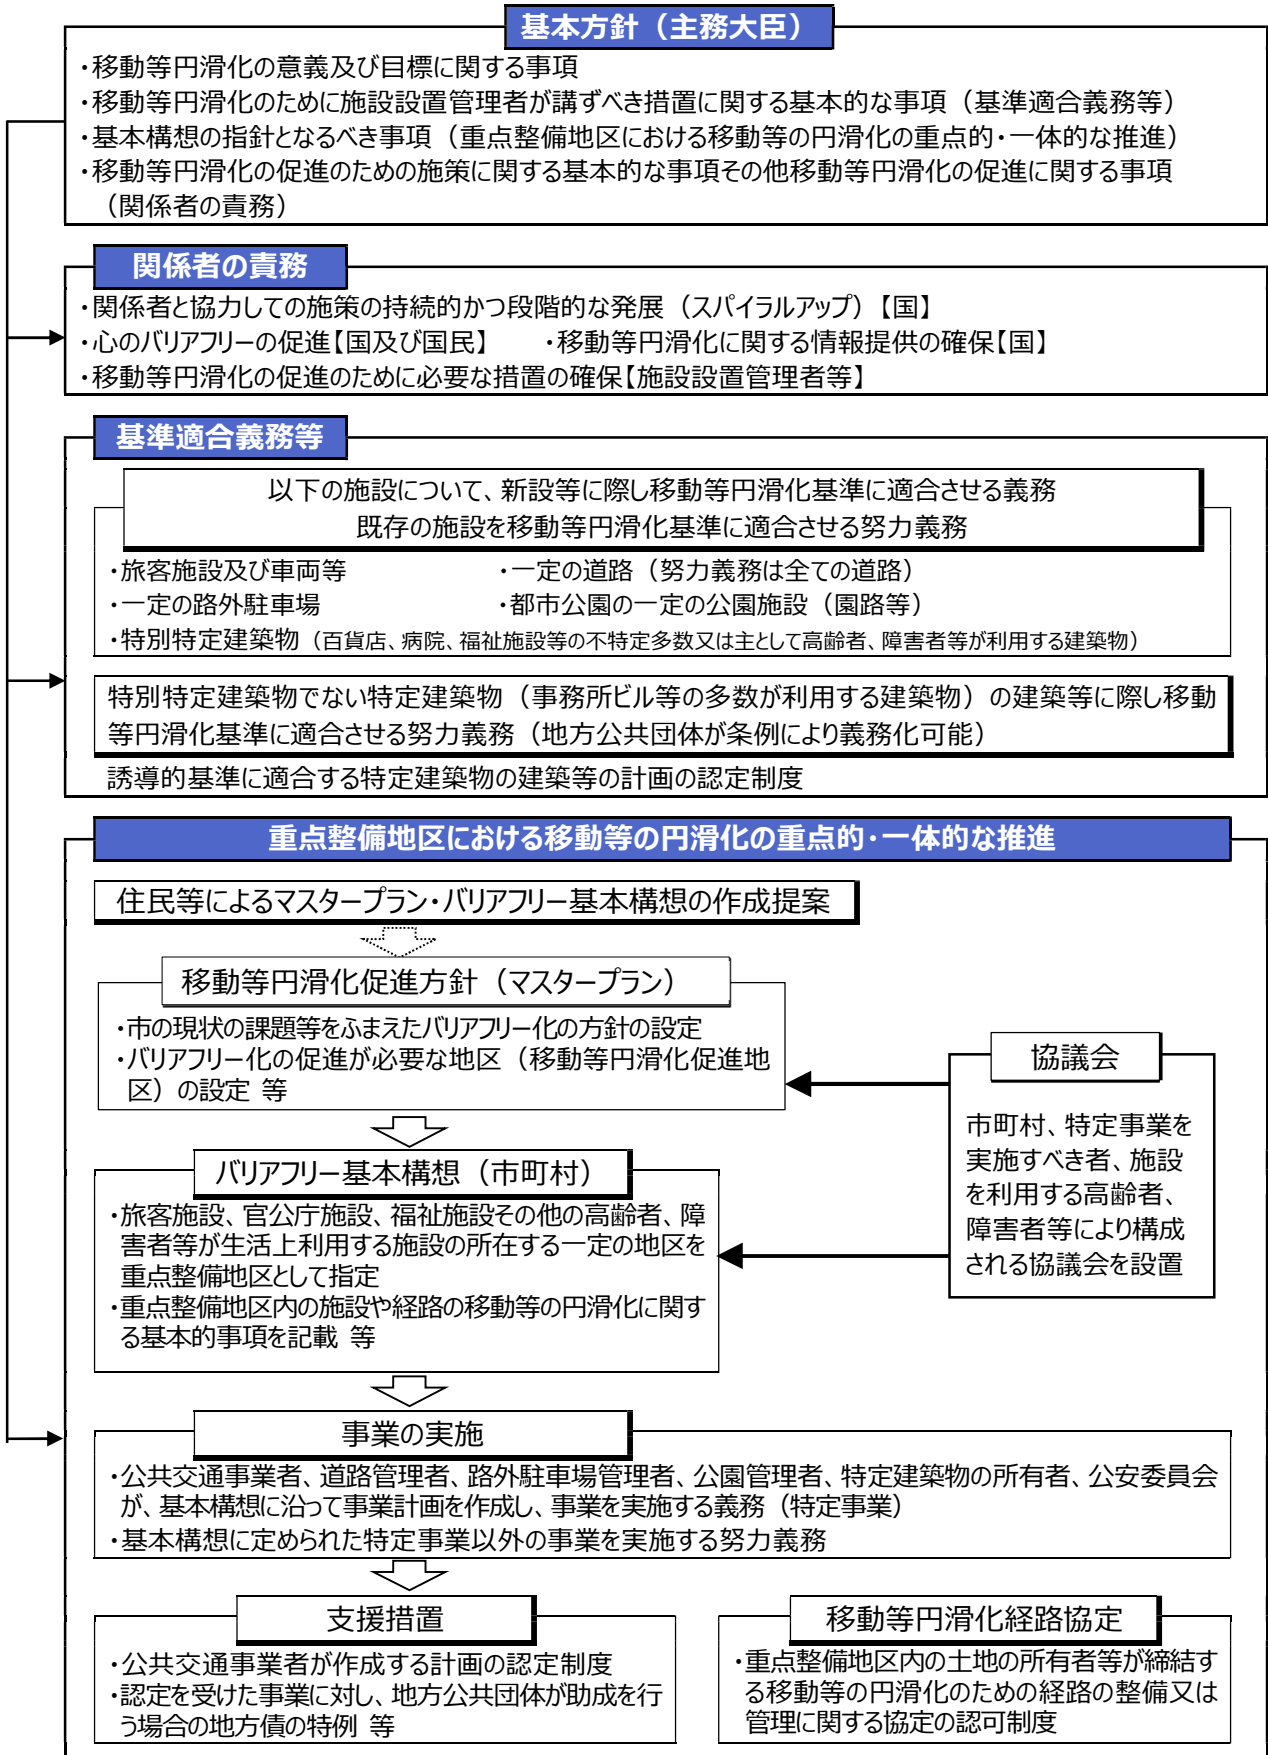 基本方針（主務大臣）
・移動等円滑化の意義及び目標に関する事項
・移動等円滑化のために施設設置管理者が講ずべき措置に関する基本的な事項（基準適合義務等）
・基本構想の指針となるべき事項（重点整備地区における移動等の円滑化の重点的・一体的な推進）
・移動等円滑化の促進のための施策に関する基本的な事項その他移動等円滑化の促進に関する事項
（関係者の責務）
関係者の責務
・関係者と協力しての施策の持続的かつ段階的な発展（スパイラルアップ）【国】
・心のバリアフリーの促進【国及び国民】　・移動等円滑化に関する情報提供の確保【国】
・移動等円滑化の促進のために必要な措置の確保【施設設置管理者等】
基準適合義務等
以下の施設について、新設等に際し移動等円滑化基準に適合させる義務
既存の施設を移動等円滑化基準に適合させる努力義務
・旅客施設及び車両等　・一定の道路（努力義務は全ての道路）
・一定の路外駐車場　・都市公園の一定の公園施設（園路等）
・特別特定建築物（百貨店、病院、福祉施設等の不特定多数又は主として高齢者、障害者等が利用する建築物）
特別特定建築物でない特定建築物（事務所ビル等の多数が利用する建築物）の建築等に際し移動
等円滑化基準に適合させる努力義務（地方公共団体が条例により義務化可能）
誘導的基準に適合する特定建築物の建築等の計画の認定制度
重点整備地区における移動等の円滑化の重点的・一体的な推進
住民等によるマスタープラン・バリアフリー基本構想の作成提案
移動等円滑化促進方針（マスタープラン）
・市の現状の課題等をふまえたバリアフリー化の方針の設定
・バリアフリー化の促進が必要な地区（移動等円滑化促進地
区）の設定 等
協議会
市町村、特定事業を
実施すべき者、施設
を利用する高齢者、
障害者等により構成
される協議会を設置
バリアフリー基本構想（市町村）
・旅客施設、官公庁施設、福祉施設その他の高齢者、障
害者等が生活上利用する施設の所在する一定の地区を
重点整備地区として指定
・重点整備地区内の施設や経路の移動等の円滑化に関す
る基本的事項を記載 等
事業の実施
・公共交通事業者、道路管理者、路外駐車場管理者、公園管理者、特定建築物の所有者、公安委員会
が、基本構想に沿って事業計画を作成し、事業を実施する義務（特定事業）
・基本構想に定められた特定事業以外の事業を実施する努力義務
支援措置
・公共交通事業者が作成する計画の認定制度
・認定を受けた事業に対し、地方公共団体が助成を行
う場合の地方債の特例 等
移動等円滑化経路協定
・重点整備地区内の土地の所有者等が締結す
る移動等の円滑化のための経路の整備又は
管理に関する協定の認可制度